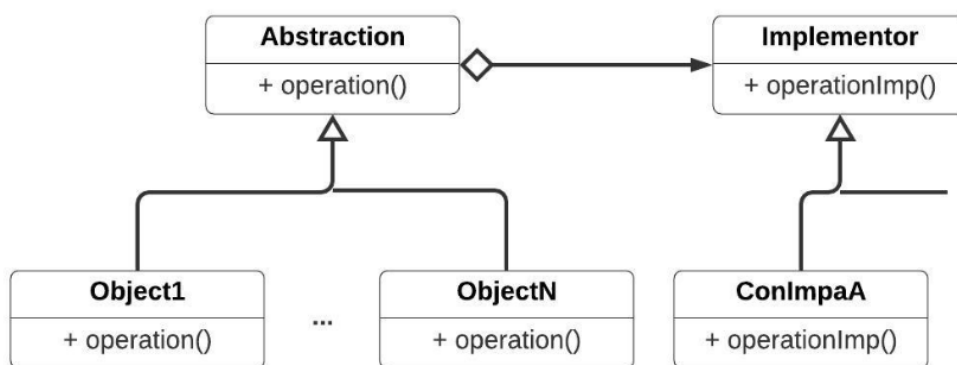 Abstraction
+ operation()
Implementor
+ operationImp()
Object1
+ operation()
...
ObjectN
+ operation()
ConImpaA
+ operationImp()